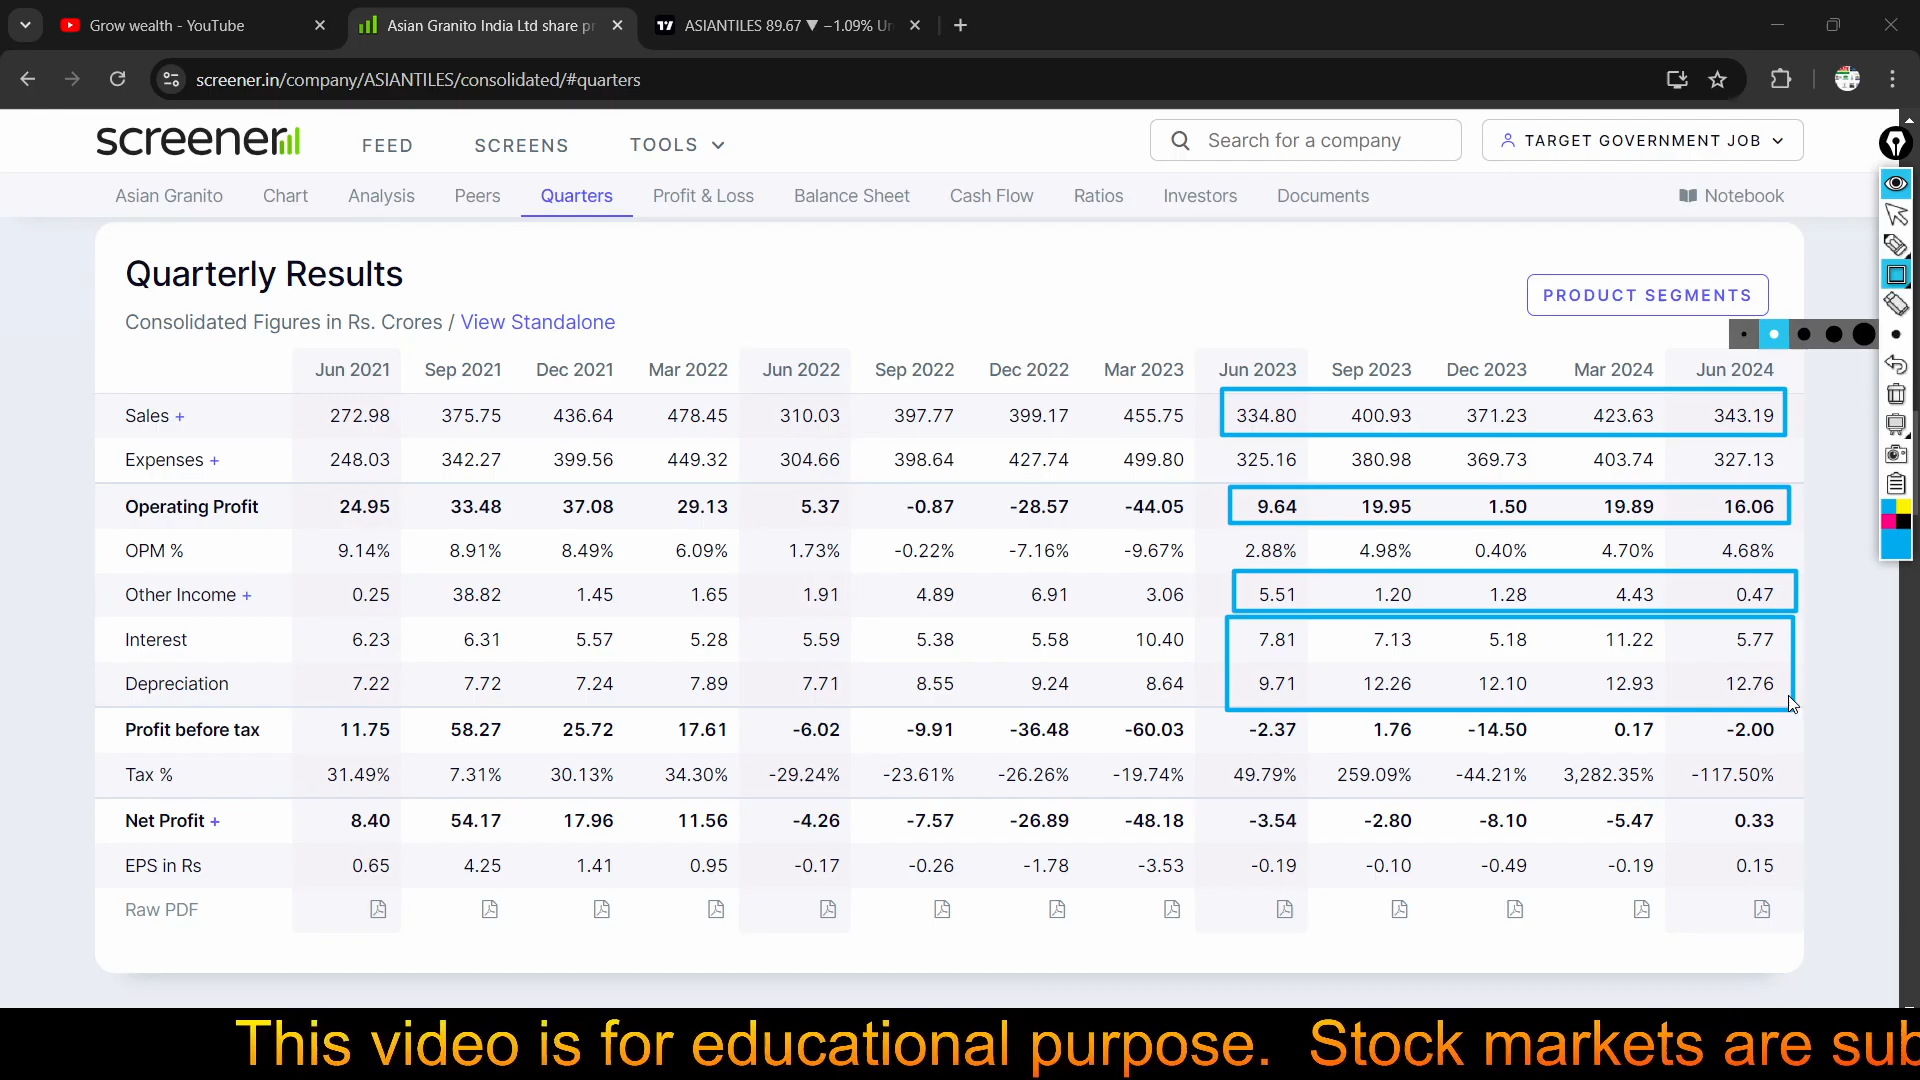 Grow wealth - YouTube
Asian Granito India Ltd share pr
ASIANTILES 89.67 ▼ −1.09% Un
screener.in/company/ASIANTILES/consolidated/#quarters
screener
FEED SCREENS TOOLS
Search for a company
TARGET GOVERNMENT JOB
Asian Granito Chart Analysis Peers Quarters Profit & Loss Balance Sheet Cash Flow Ratios Investors Documents Notebook
Quarterly Results
PRODUCT SEGMENTS
Consolidated Figures in Rs. Crores / View Standalone
Jun 2021 Sep 2021 Dec 2021 Mar 2022 Jun 2022 Sep 2022 Dec 2022 Mar 2023 Jun 2023 Sep 2023 Dec 2023 Mar 2024 Jun 2024
Sales + 272.98 375.75 436.64 478.45 310.03 397.77 399.17 455.75 334.80 400.93 371.23 423.63 343.19
Expenses + 248.03 342.27 399.56 449.32 304.66 398.64 427.74 499.80 325.16 380.98 369.73 403.74 327.13
Operating Profit 24.95 33.48 37.08 29.13 5.37 -0.87 -28.57 -44.05 9.64 19.95 1.50 19.89 16.06
OPM % 9.14% 8.91% 8.49% 6.09% 1.73% -0.22% -7.16% -9.67% 2.88% 4.98% 0.40% 4.70% 4.68%
Other Income + 0.25 38.82 1.45 1.65 1.91 4.89 6.91 3.06 5.51 1.20 1.28 4.43 0.47
Interest 6.23 6.31 5.57 5.28 5.59 5.38 5.58 10.40 7.81 7.13 5.18 11.22 5.77
Depreciation 7.22 7.72 7.24 7.89 7.71 8.55 9.24 8.64 9.71 12.26 12.10 12.93 12.76
Profit before tax 11.75 58.27 25.72 17.61 -6.02 -9.91 -36.48 -60.03 -2.37 1.76 -14.50 0.17 -2.00
Tax % 31.49% 7.31% 30.13% 34.30% -29.24% -23.61% -26.26% -19.74% 49.79% 259.09% -44.21% 3,282.35% -117.50%
Net Profit + 8.40 54.17 17.96 11.56 -4.26 -7.57 -26.89 -48.18 -3.54 -2.80 -8.10 -5.47 0.33
EPS in Rs 0.65 4.25 1.41 0.95 -0.17 -0.26 -1.78 -3.53 -0.19 -0.10 -0.49 -0.19 0.15
Raw PDF
This video is for educational purpose. Stock markets are sub